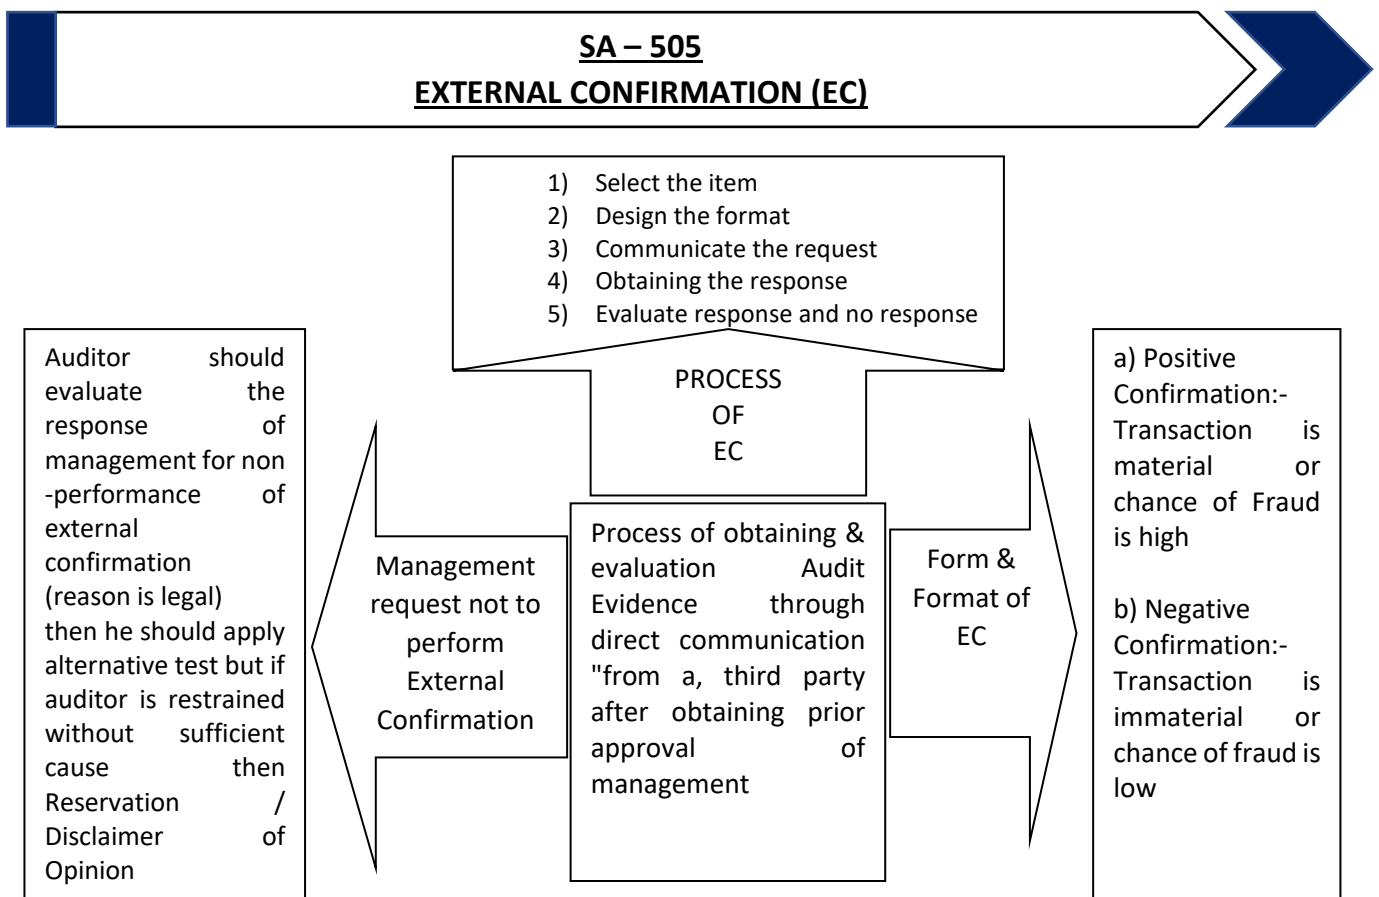 SA – 505
EXTERNAL CONFIRMATION (EC)
1) Select the item
2) Design the format
3) Communicate the request
4) Obtaining the response
5) Evaluate response and no response
PROCESS
OF
EC
Auditor should
evaluate the
response of
management for non
-performance of
external
confirmation
(reason is legal)
then he should apply
alternative test but if
auditor is restrained
without sufficient
cause then
Reservation /
Disclaimer of
Opinion
Management
request not to
perform
External
Confirmation
Process of obtaining &
evaluation Audit
Evidence through
direct communication
"from a, third party
after obtaining prior
approval of
management
Form &
Format of
EC
a) Positive
Confirmation:-
Transaction is
material or
chance of Fraud
is high
b) Negative
Confirmation:-
Transaction is
immaterial or
chance of fraud is
low